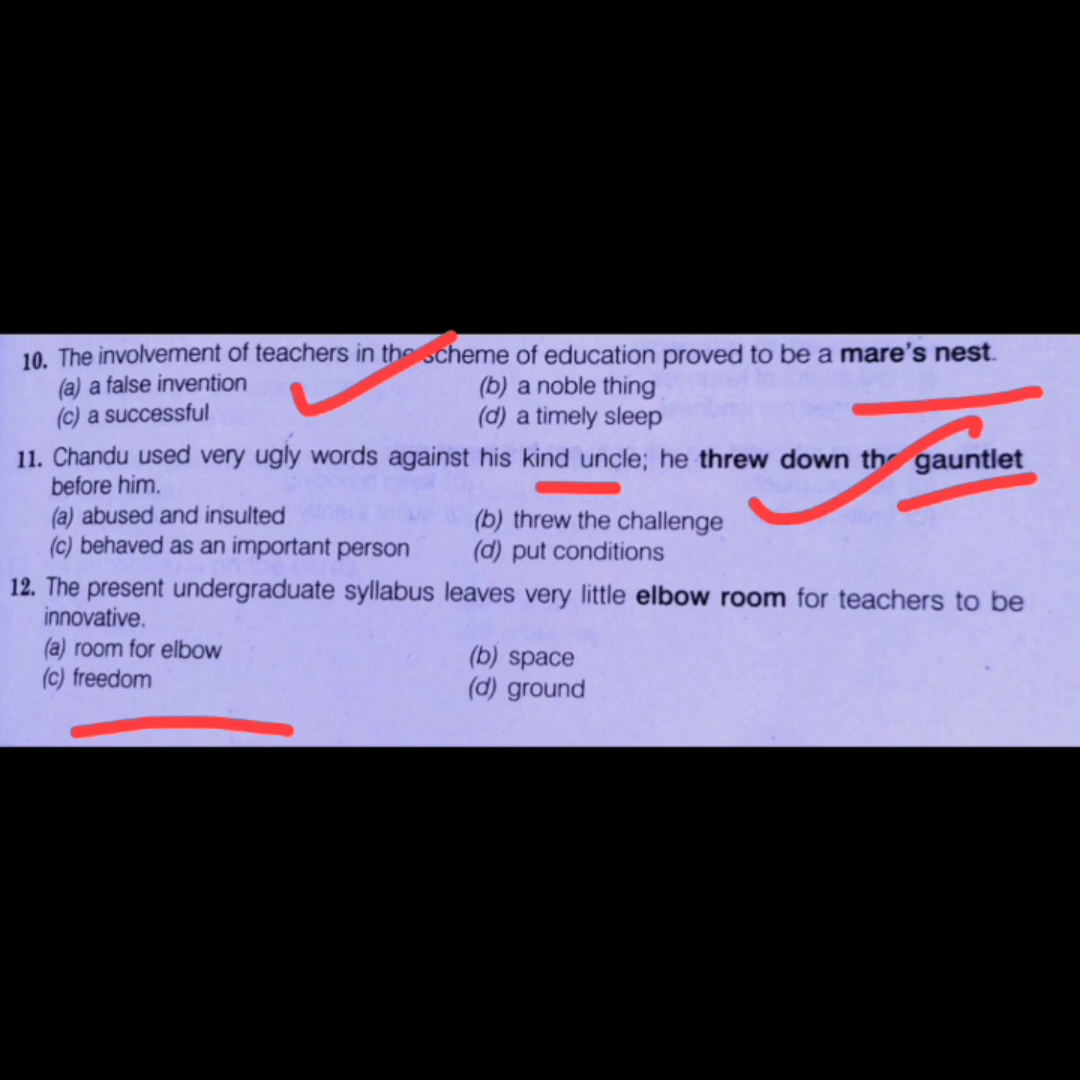 10. The involvement of teachers in the scheme of education proved to be a mare's nest.
(a) a false invention (b) a noble thing
(c) a successful (d) a timely sleep
11. Chandu used very ugly words against his kind uncle; he threw down the gauntlet
before him.
(a) abused and insulted (b) threw the challenge
(c) behaved as an important person (d) put conditions
12. The present undergraduate syllabus leaves very little elbow room for teachers to be
innovative.
(a) room for elbow (b) space
(c) freedom (d) ground